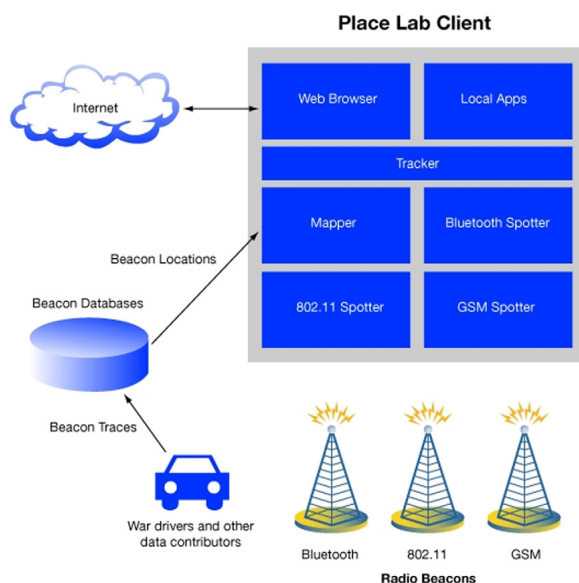 Place Lab Client
Internet
Web Browser
Local Apps
Tracker
Mapper
Bluetooth Spotter
Beacon Locations
802.11 Spotter
GSM Spotter
Beacon Databases
Beacon Traces
War drivers and other
data contributors
Bluetooth
802.11
GSM
Radio Beacons